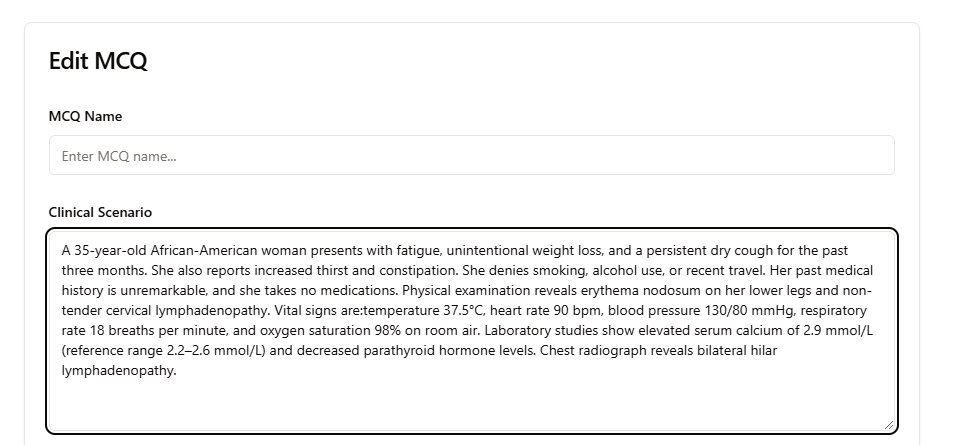 Edit MCQ
MCQ Name
Enter MCQ name...
Clinical Scenario
A 35-year-old African-American woman presents with fatigue, unintentional weight loss, and a persistent dry cough for the past
three months. She also reports increased thirst and constipation. She denies smoking, alcohol use, or recent travel. Her past medical
history is unremarkable, and she takes no medications. Physical examination reveals erythema nodosum on her lower legs and non-
tender cervical lymphadenopathy. Vital signs are:temperature 37.5°C, heart rate 90 bpm, blood pressure 130/80 mmHg, respiratory
rate 18 breaths per minute, and oxygen saturation 98% on room air. Laboratory studies show elevated serum calcium of 2.9 mmol/L
(reference range 2.2–2.6 mmol/L) and decreased parathyroid hormone levels. Chest radiograph reveals bilateral hilar
lymphadenopathy.